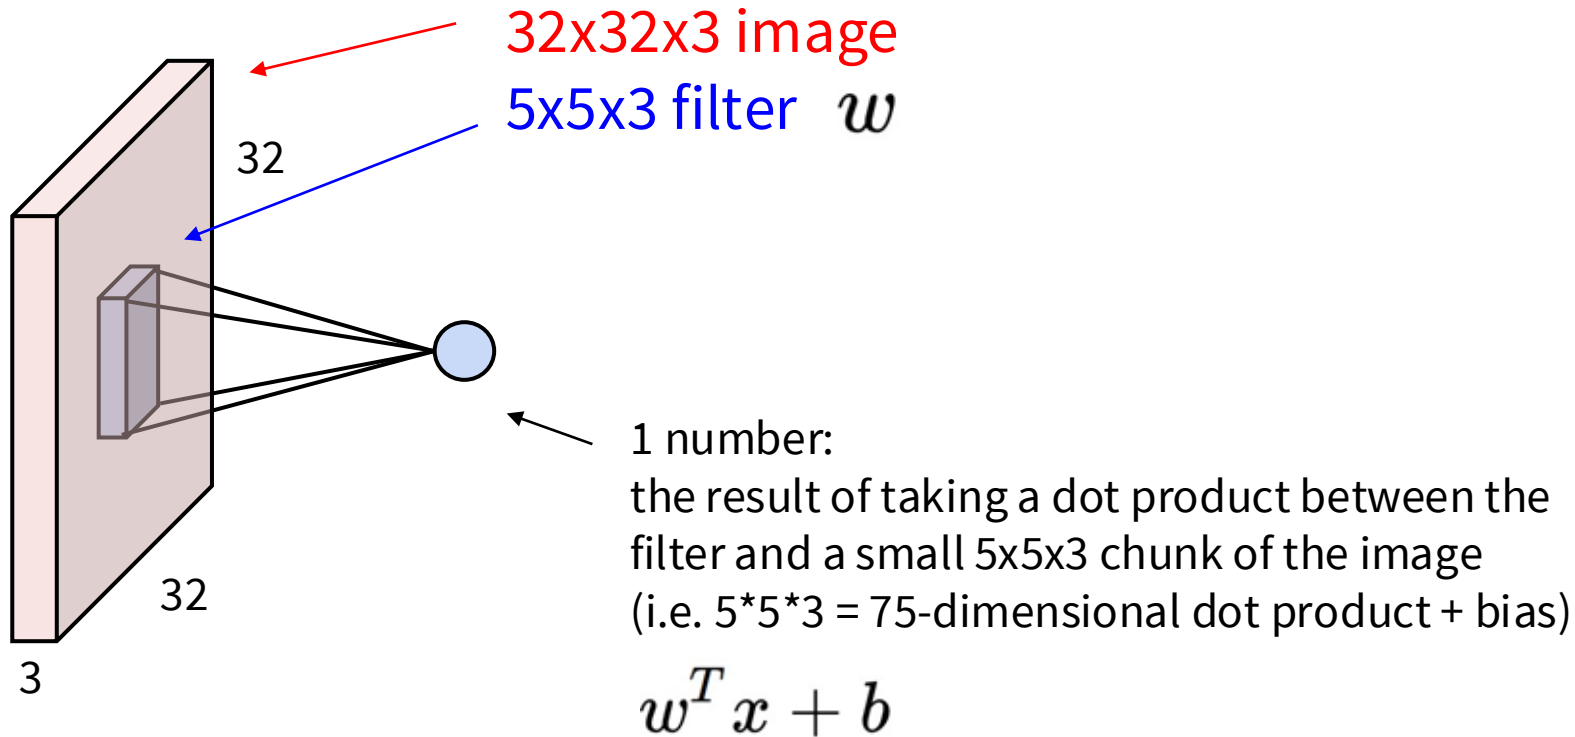 32x32x3 image
5x5x3 filter w
32
32
3
1 number:
the result of taking a dot product between the
filter and a small 5x5x3 chunk of the image
(i.e. 5*5*3 = 75-dimensional dot product + bias)
w^T x + b